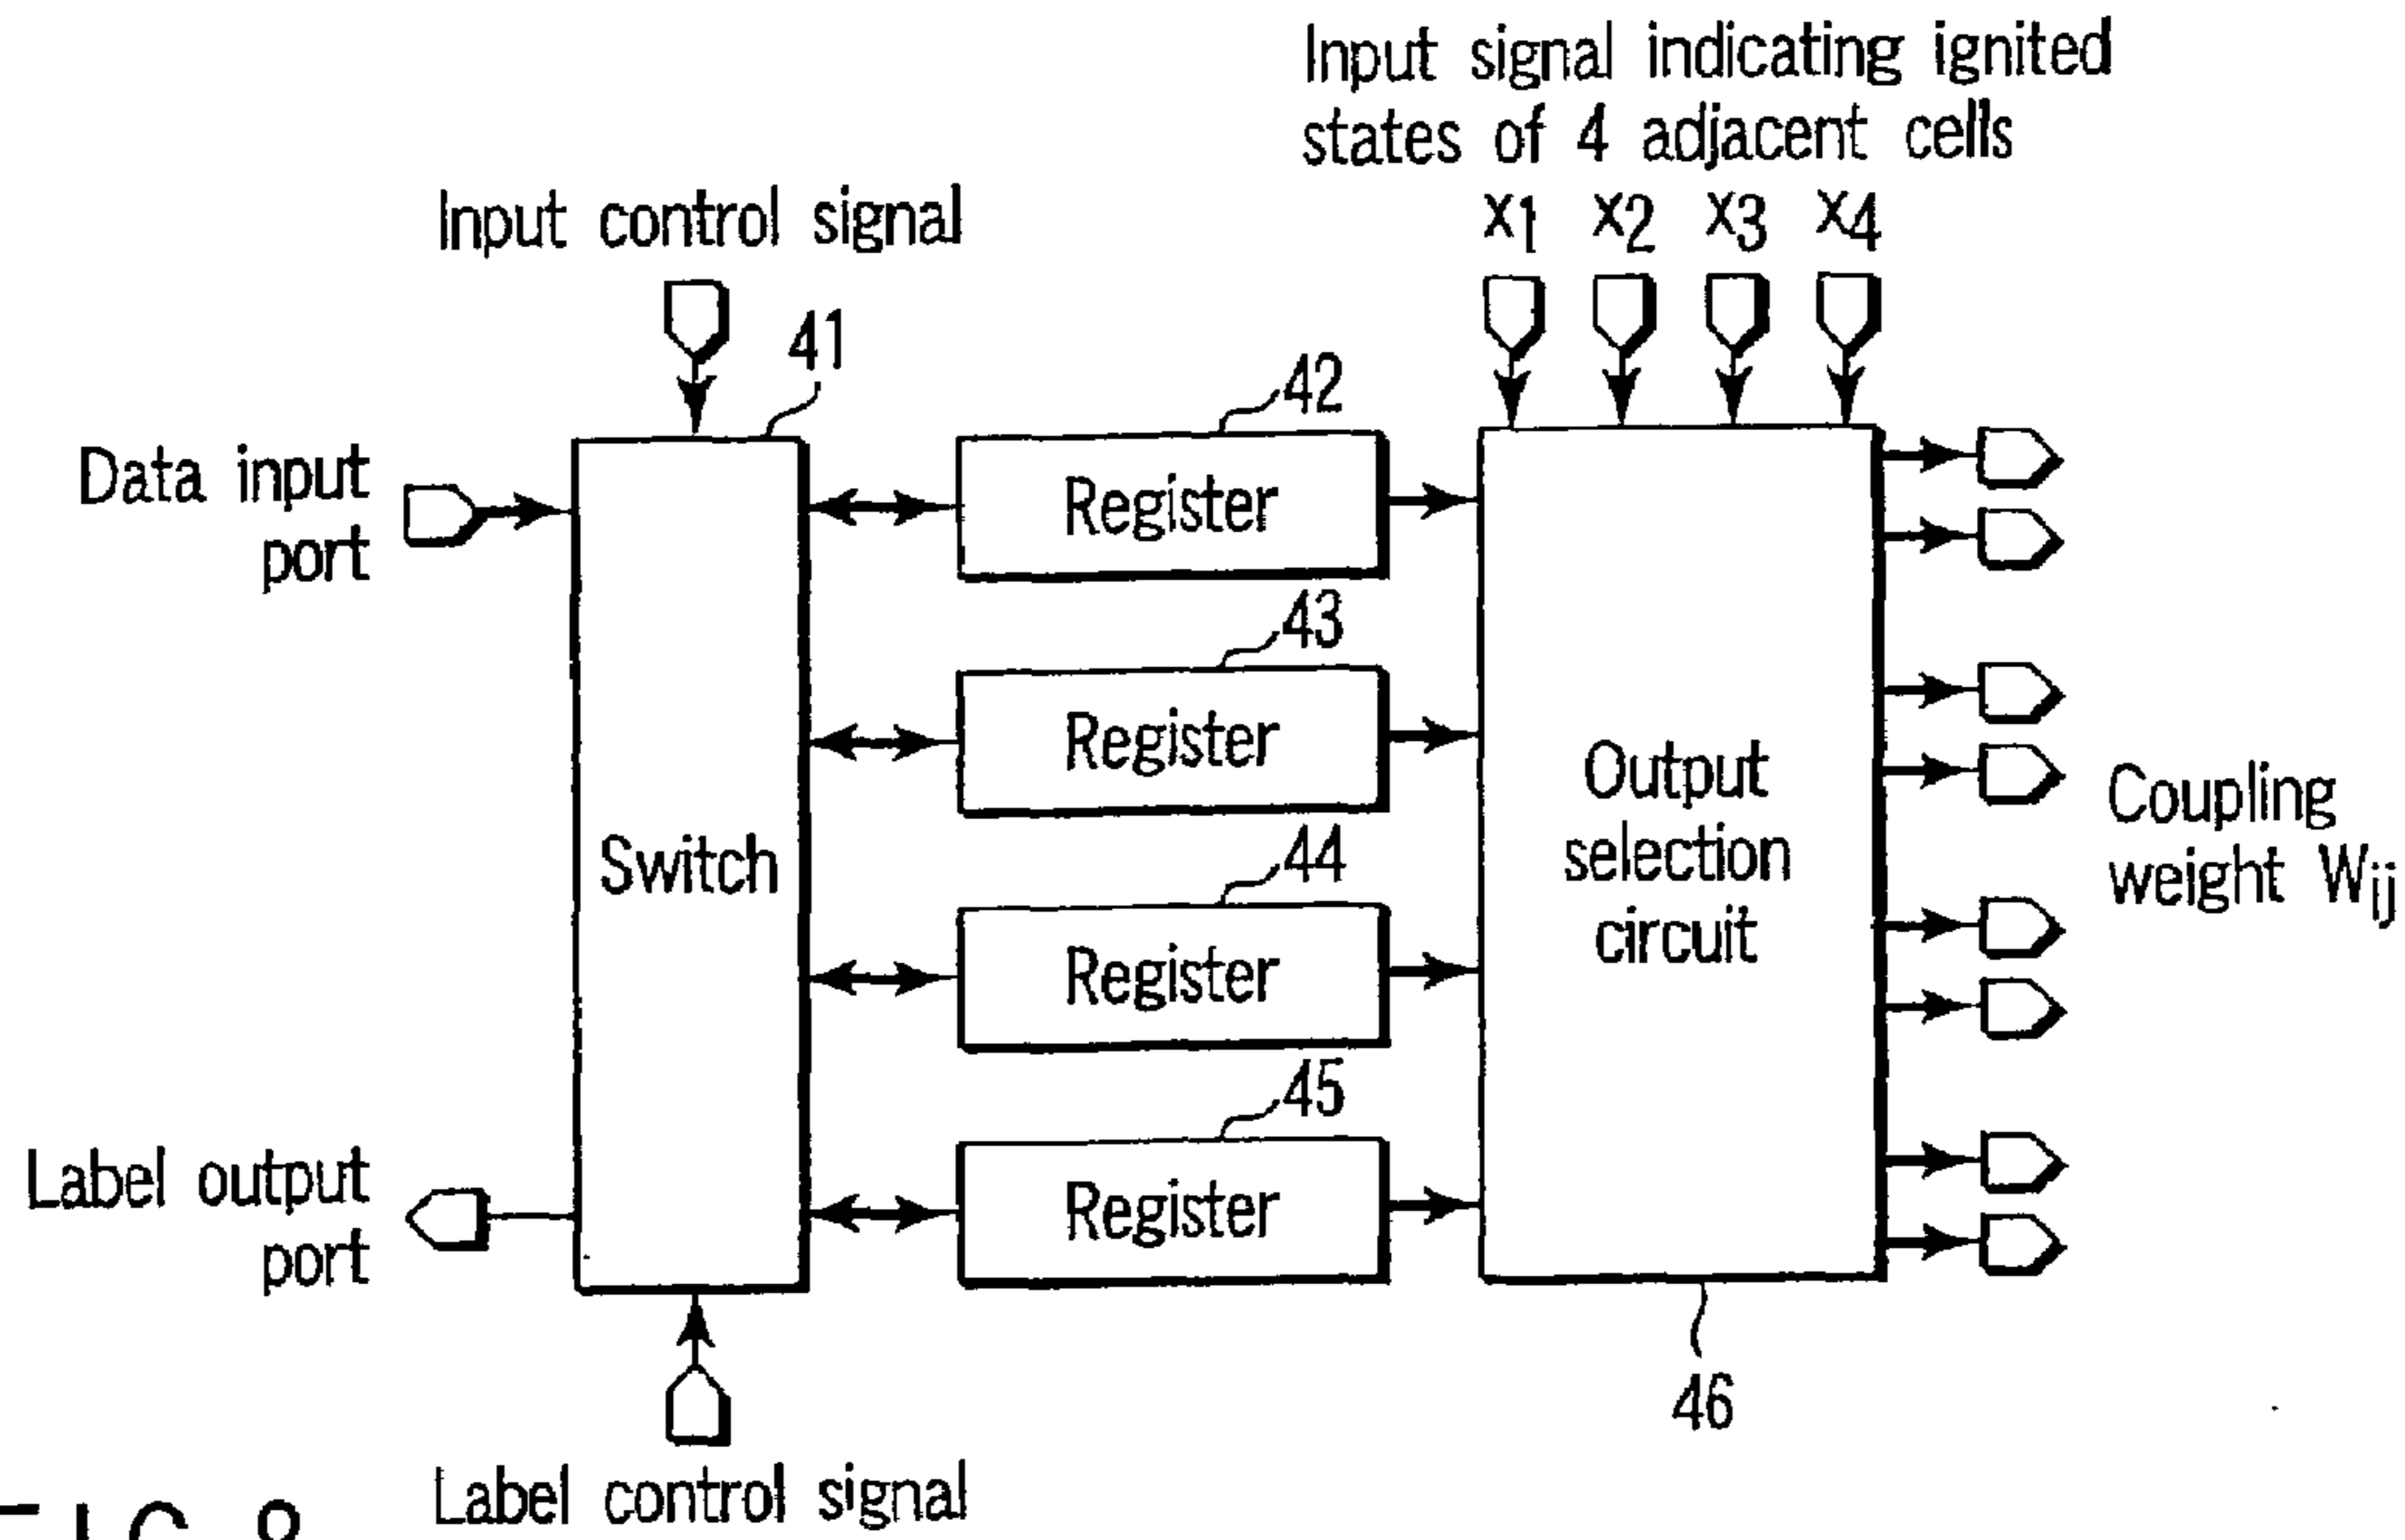 Input signal indicating ignited
states of 4 adjacent cells
x1 x2 x3 x4
Input control signal
41
42
Data input
port
Register
43
Register
Output
selection
circuit
Coupling
weight Wij
Switch
44
Register
45
Register
Label output
port
46
Label control signal
FIG. 8